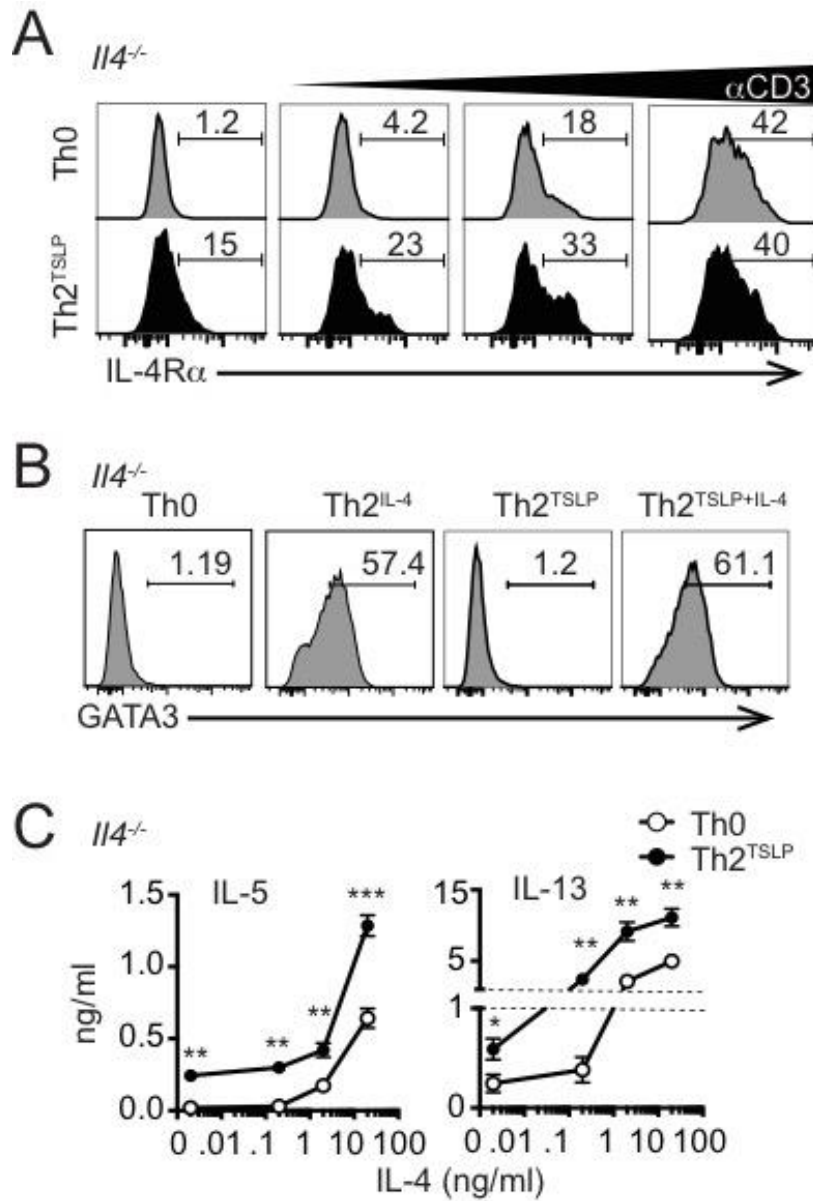 A
Il4-/-
αCD3
Th0
1.2 4.2 18 42
Th2TSLP
15 23 33 40
IL-4Rα
B
Il4-/-
Th0 Th2IL-4 Th2TSLP Th2TSLP+IL-4
1.19 57.4 1.2 61.1
GATA3
C
Il4-/-
Th0
Th2TSLP
IL-5
IL-13
ng/ml
1.5
1.0
0.5
0.0
** ** ** ***
0 .01 .1 1 10 100
15
5
1
0
* ** ** **
0 .01 .1 1 10 100
IL-4 (ng/ml)